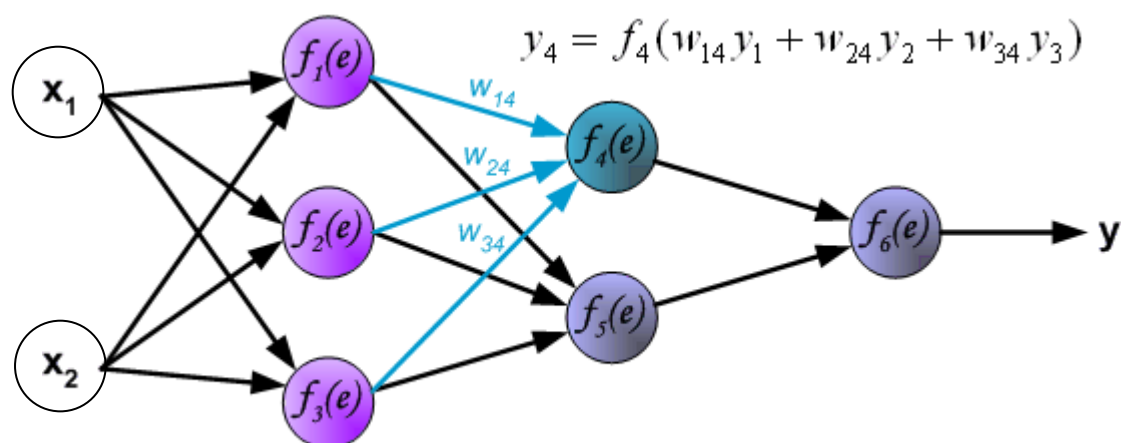 y₄ = f₄(w₁₄y₁ + w₂₄y₂ + w₃₄y₃)
x₁
f₁(e)
w₁₄
f₄(e)
w₂₄
f₂(e)
w₃₄
f₆(e)
y
f₅(e)
x₂
f₃(e)